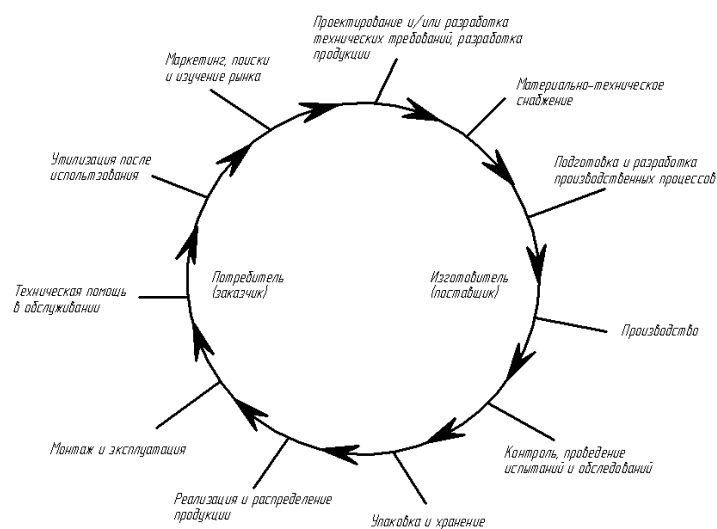 Проектирование и/или разработка
технических требований, разработка
продукции
Маркетинг, поиски
и изучение рынка
Материально-техническое
снабжение
Утилизация после
использтзования
Подготовка и разработка
производственных процессов
Потребитель
(заказчик)
Изготовитель
(поставщик)
Техническая помощь
в обслуживании
Производство
Монтаж и эксплуатация
Контроль, проведение
испытаний и обследований
Реализация и распределение
продукции
Упаковка и хранение